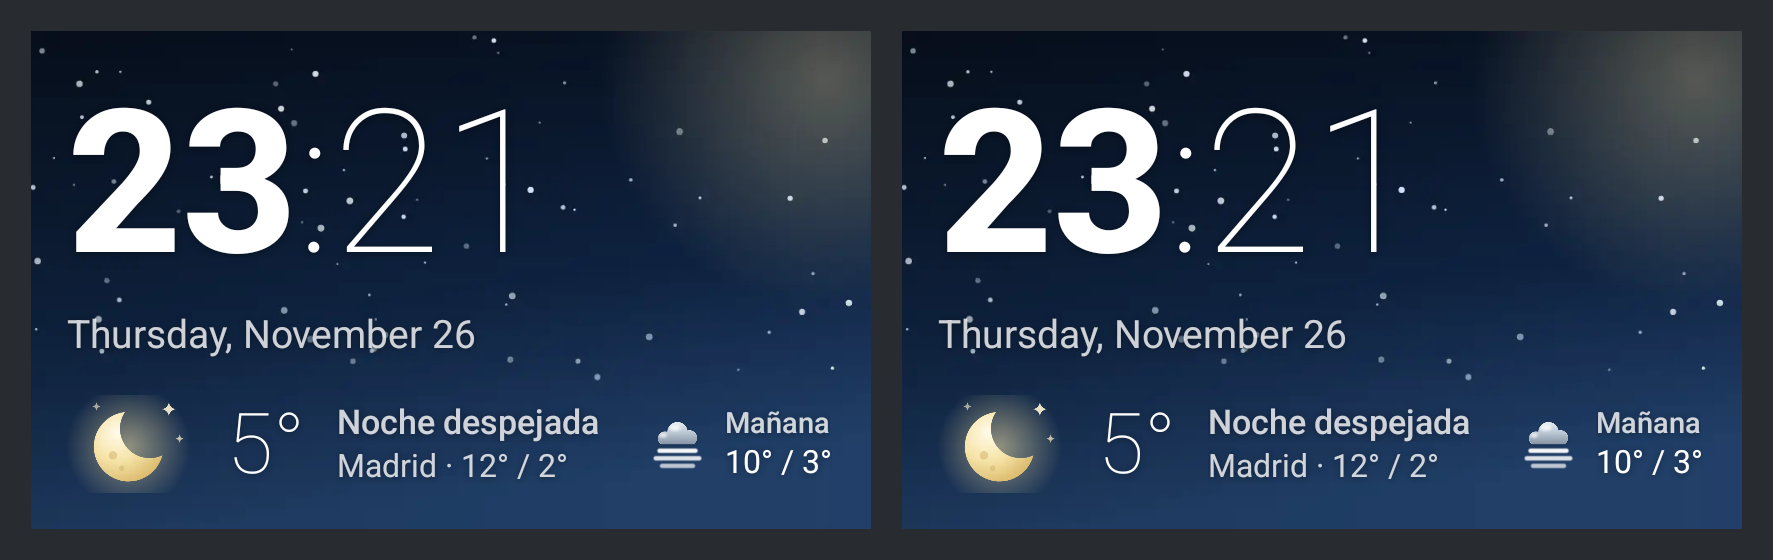 23:21
Thursday, November 26
5°
Noche despejada
Madrid · 12° / 2°
Mañana
10° / 3°
23:21
Thursday, November 26
5°
Noche despejada
Madrid · 12° / 2°
Mañana
10° / 3°